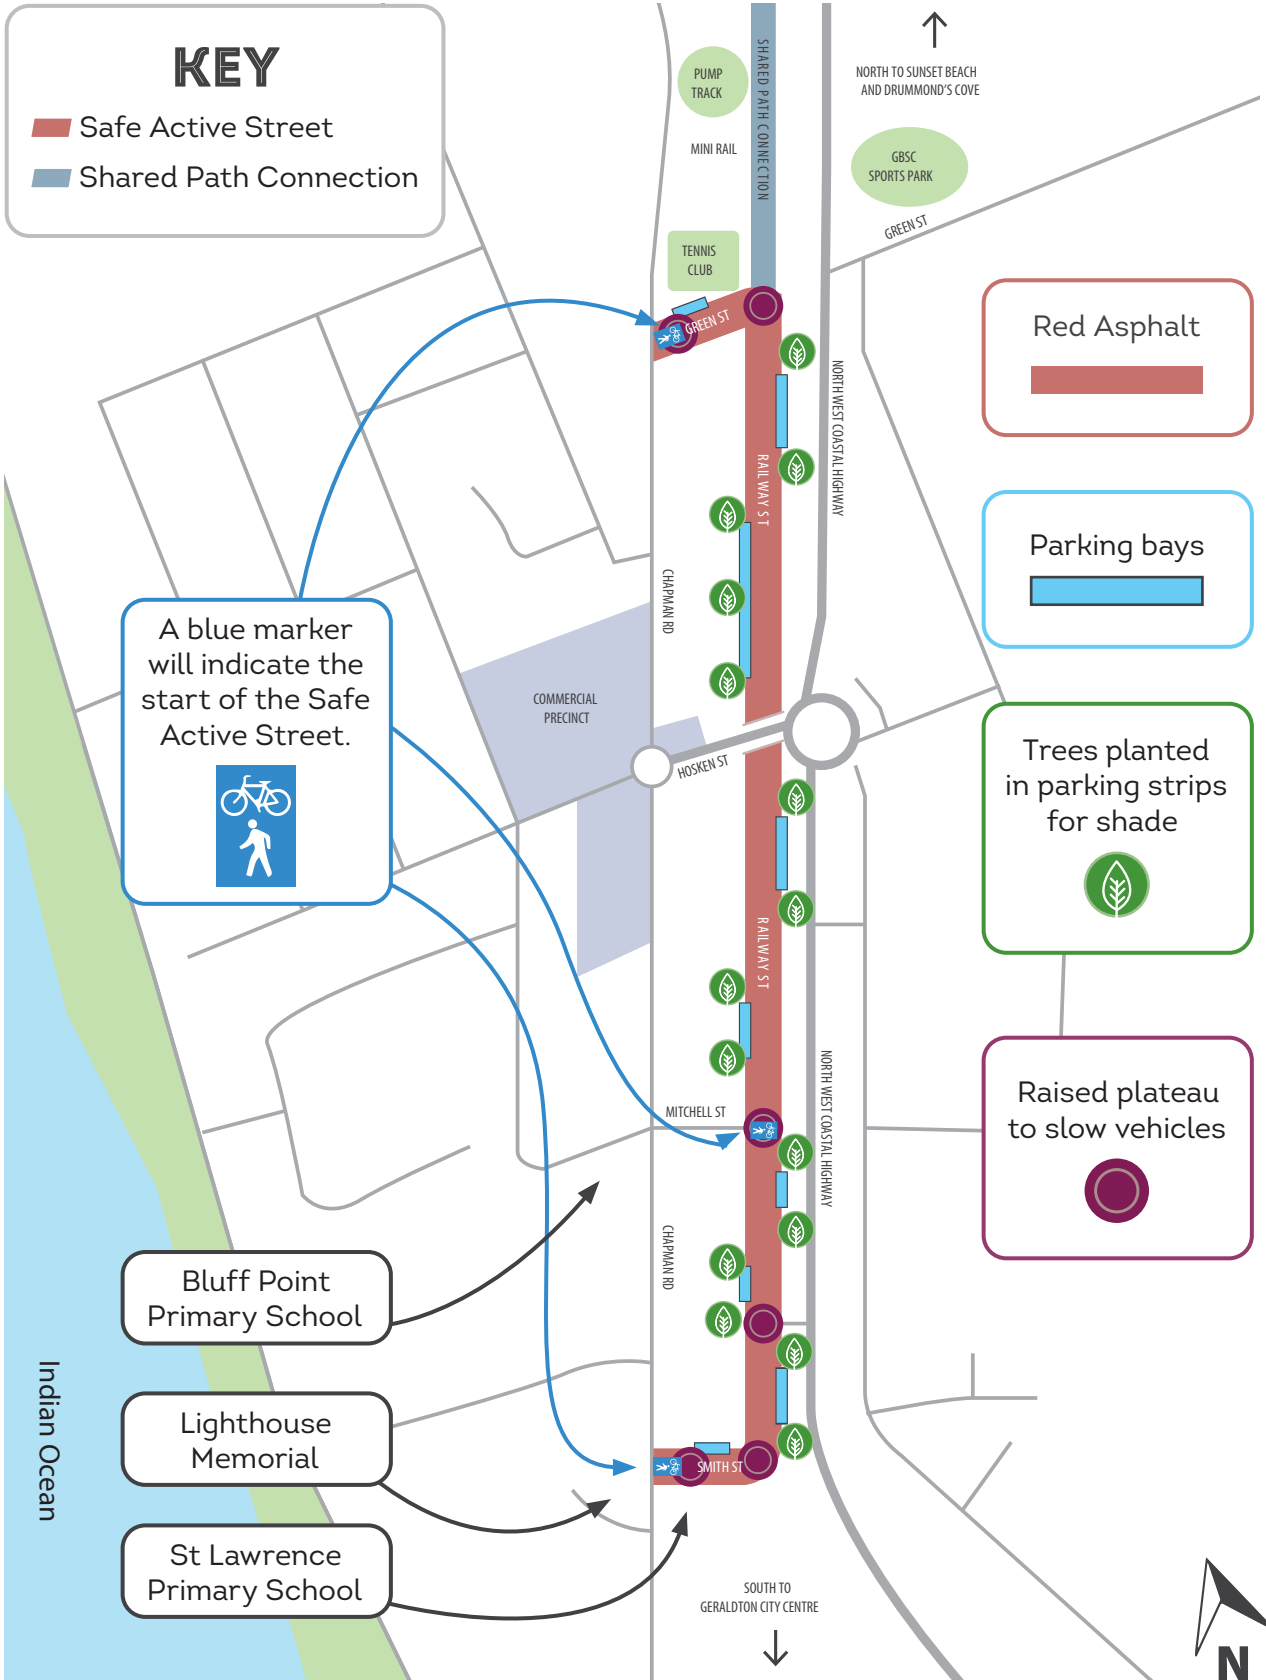 KEY
Safe Active Street
Shared Path Connection
PUMP
TRACK
SHARED PATH CONNECTION
MINI RAIL
NORTH TO SUNSET BEACH
AND DRUMMOND'S COVE
GBSC
SPORTS PARK
GREEN ST
TENNIS
CLUB
GREEN ST
Red Asphalt
NORTH WEST COASTAL HIGHWAY
RAILWAY ST
Parking bays
CHAPMAN RD
A blue marker
will indicate the
start of the Safe
Active Street.
COMMERCIAL
PRECINCT
HOSKEN ST
Trees planted
in parking strips
for shade
RAILWAY ST
MITCHELL ST
NORTH WEST COASTAL HIGHWAY
Raised plateau
to slow vehicles
CHAPMAN RD
Bluff Point
Primary School
Indian Ocean
Lighthouse
Memorial
SMITH ST
St Lawrence
Primary School
SOUTH TO
GERALDTON CITY CENTRE
N